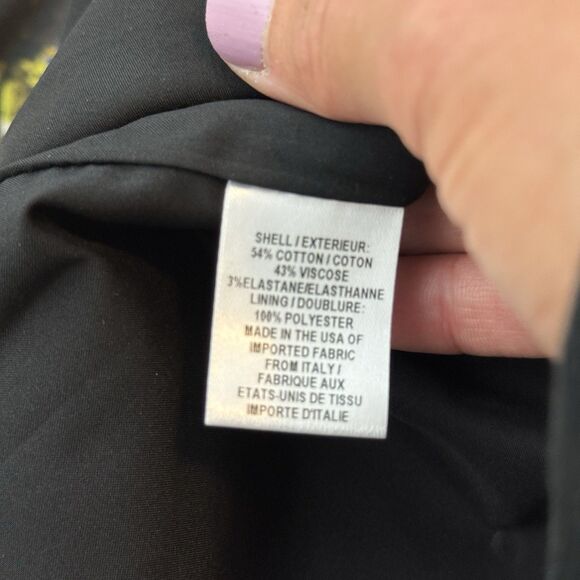 SHELL / EXTERIEUR:
54% COTTON / COTON
43% VISCOSE
3%ELASTANE/ELASTHANNE
LINING / DOUBLURE:
100% POLYESTER
MADE IN THE USA OF
IMPORTED FABRIC
FROM ITALY /
FABRIQUE AUX
ETATS-UNIS DE TISSU
IMPORTE D'ITALIE